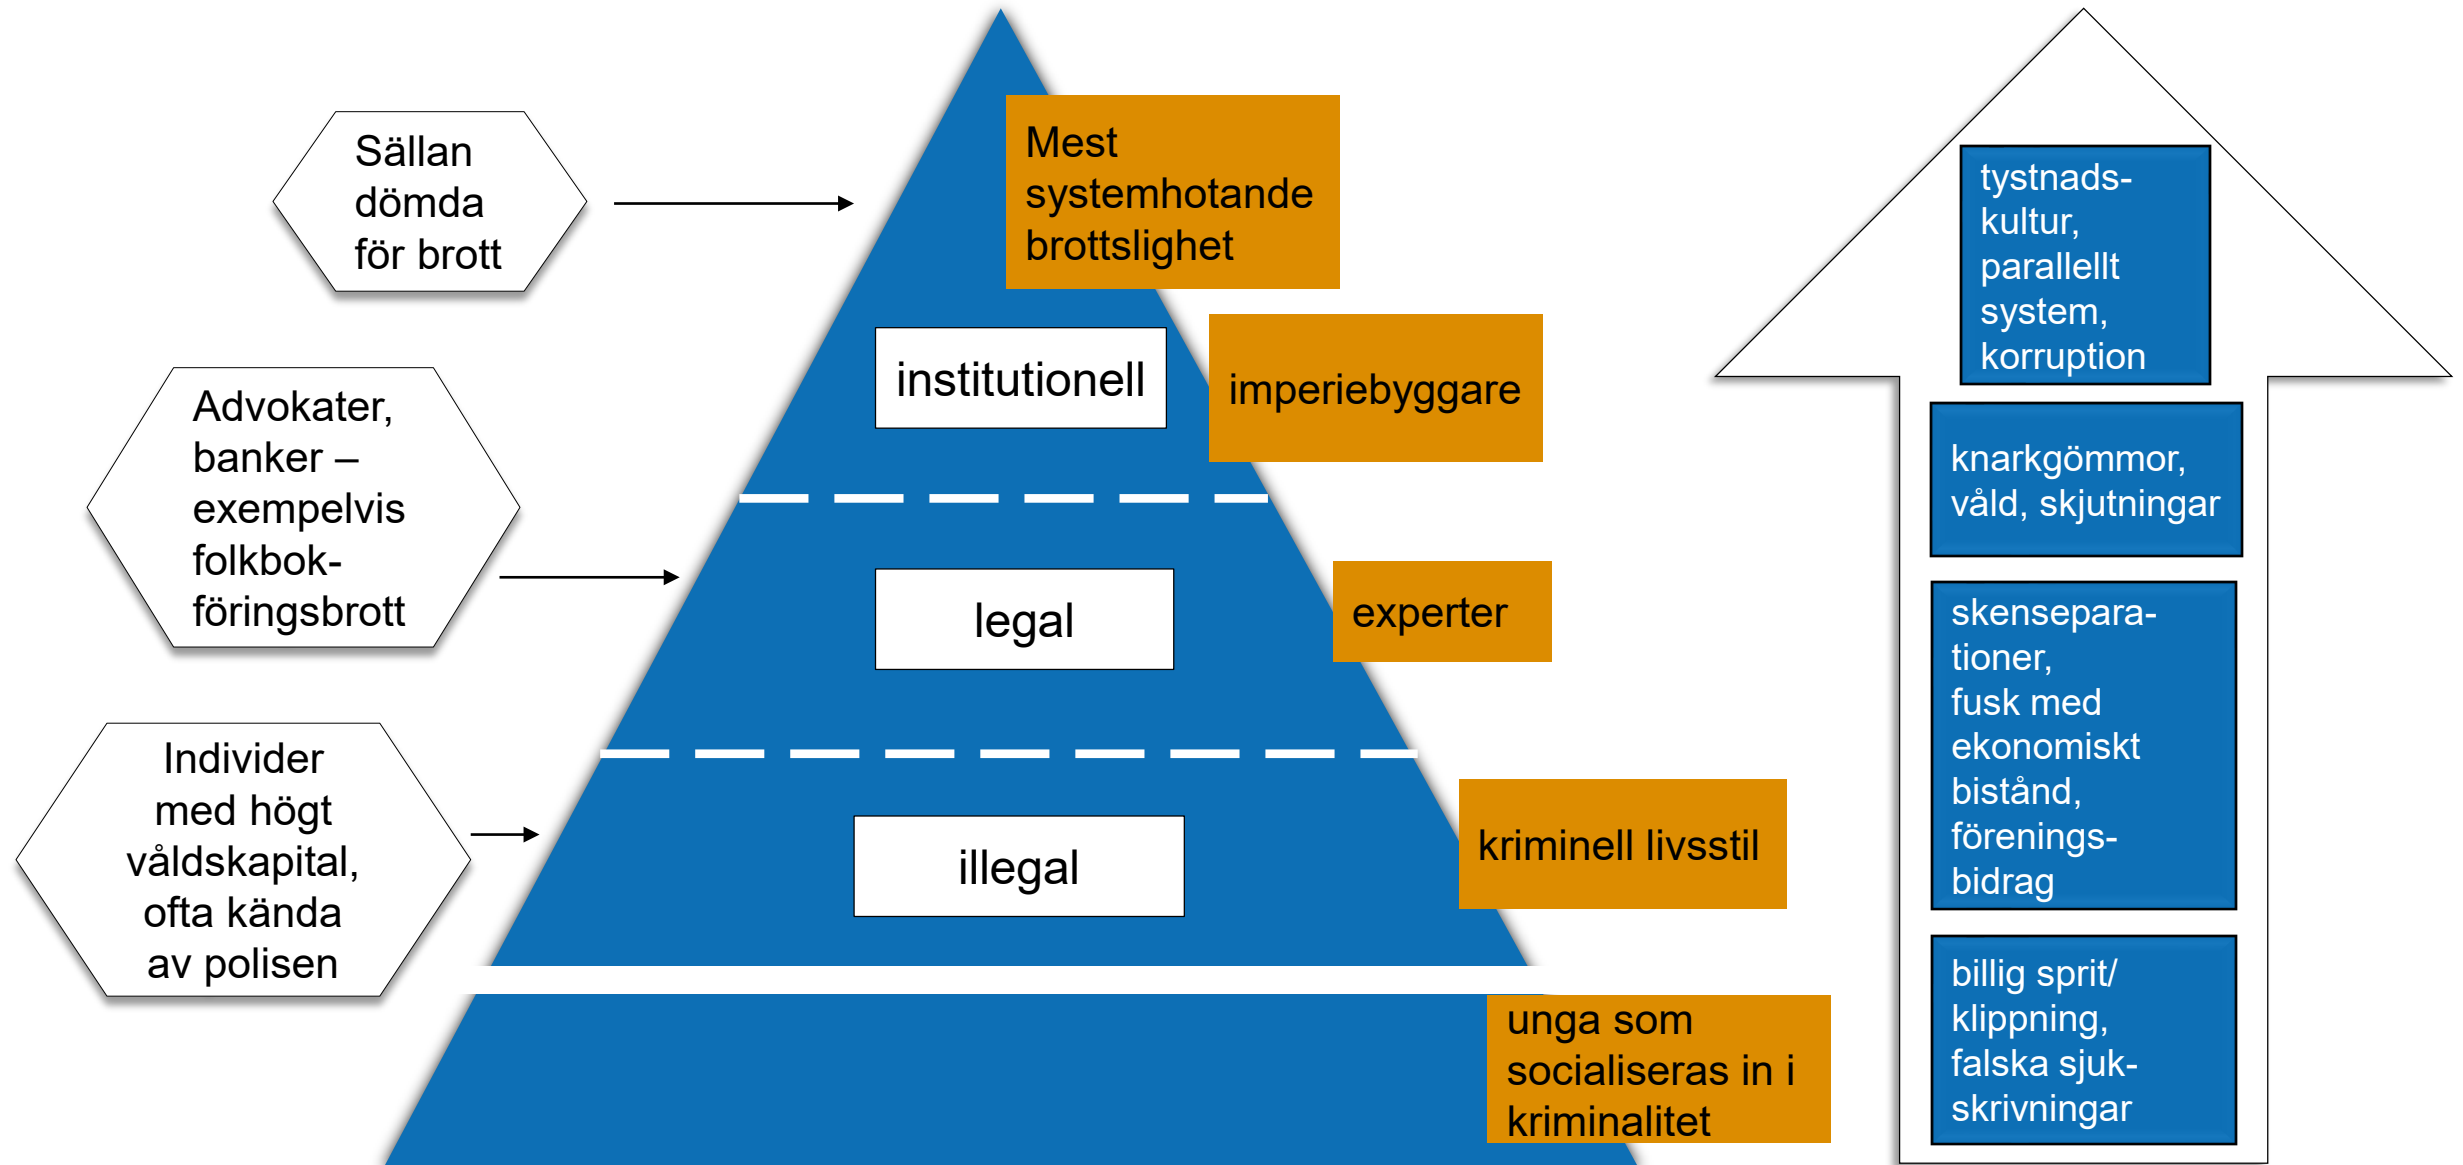 Sällan
dömda
för brott
Advokater,
banker –
exempelvis
folkbok-
föringsbrott
Individer
med högt
våldskapital,
ofta kända
av polisen
Mest
systemhotande
brottslighet
institutionell
imperiebyggare
legal
experter
illegal
kriminell livsstil
unga som
socialiseras in i
kriminalitet
tystnads-
kultur,
parallellt
system,
korruption
knarkgömmor,
våld, skjutningar
skensepara-
tioner,
fusk med
ekonomiskt
bistånd,
förenings-
bidrag
billig sprit/
klippning,
falska sjuk-
skrivningar